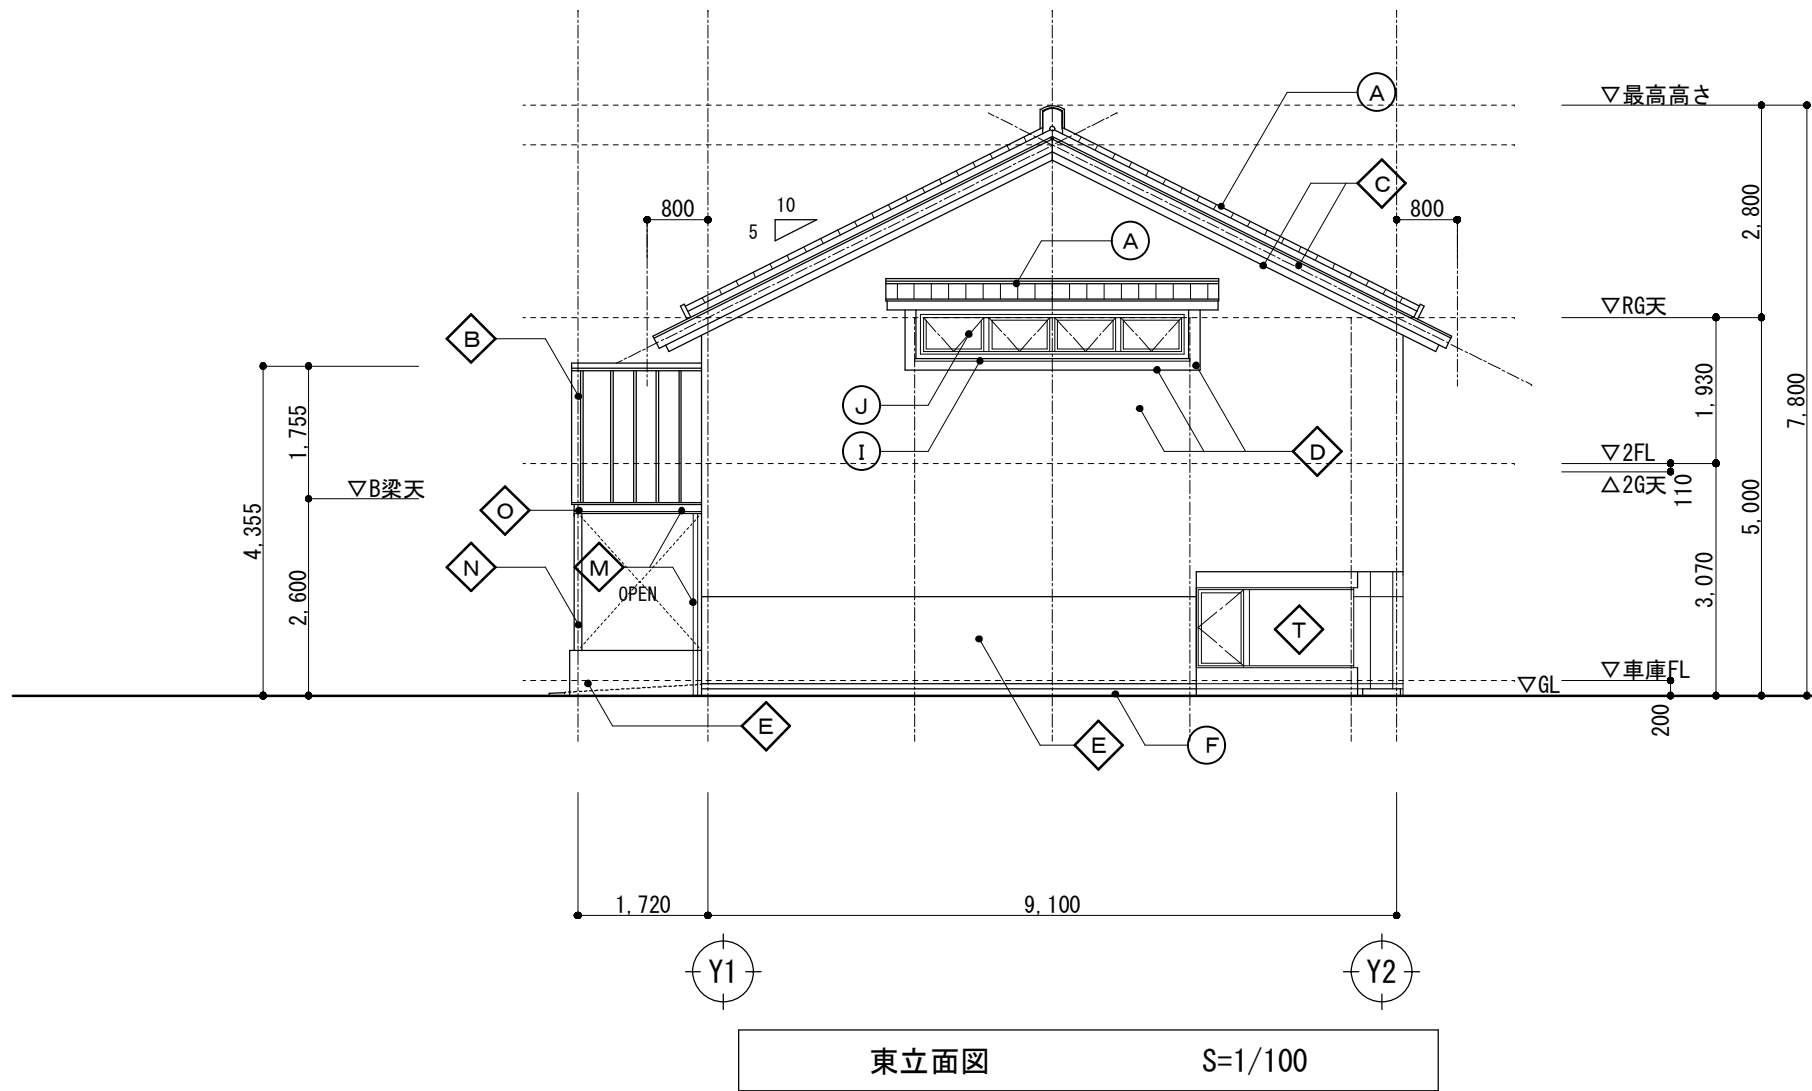 A
▽最高高さ
C
800
10
5
800
A
2,800
▽RG天
B
J
I
D
1,930
7,800
1,755
4,355
▽B梁天
▽2FL
△2G天
110
5,000
O
N
M
OPEN
2,600
3,070
T
▽GL
▽車庫FL
200
E
E
F
1,720
9,100
Y1
Y2
東立面図 S=1/100